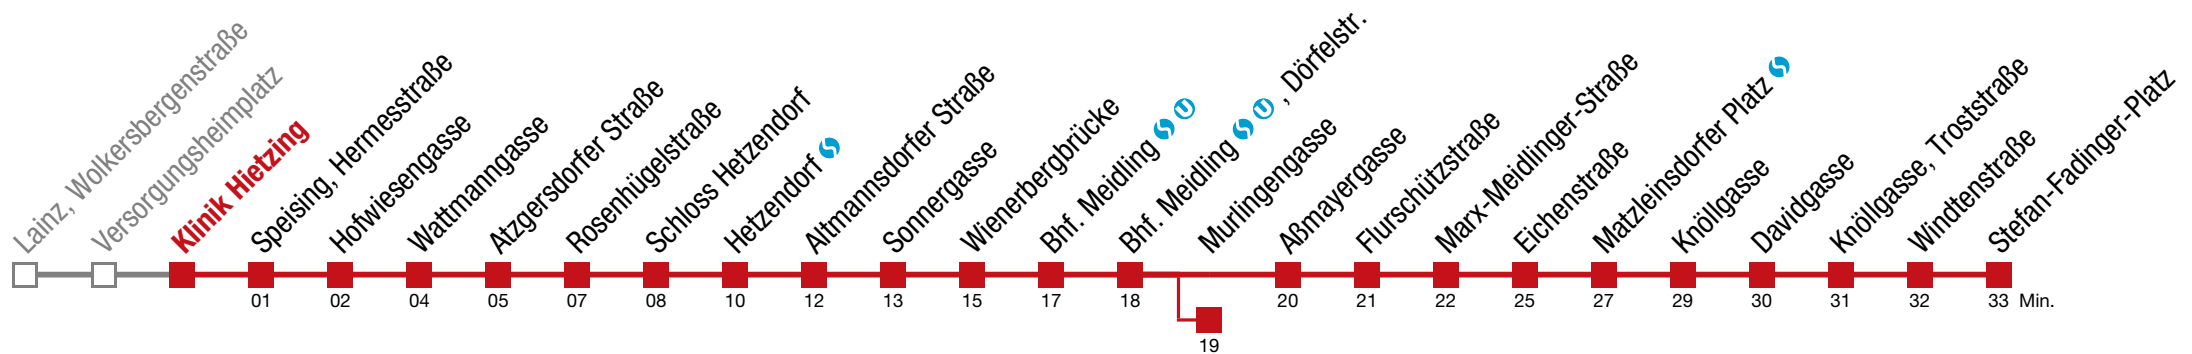 Lainz, Wolkersbergenstraße
Versorgungsheimplatz
Klinik Hietzing
Speising, Hermesstraße
Hofwiesengasse
Wattmanngasse
Atzgersdorfer Straße
Rosenhügelstraße
Schloss Hetzendorf
Hetzendorf
Altmannsdorfer Straße
Sonnergasse
Wienerbergbrücke
Bhf. Meidling U
Bhf. Meidling U , Dörfelstr.
Murlingengasse
Aßmayergasse
Flurschützstraße
Marx-Meidlinger-Straße
Eichenstraße
Matzleinsdorfer Platz
Knöllgasse
Davidgasse
Knöllgasse, Troststraße
Windtenstraße
Stefan-Fadinger-Platz
01 02 04 05 07 08 10 12 13 15 17 18 20 21 22 25 27 29 30 31 32 33 Min.
19